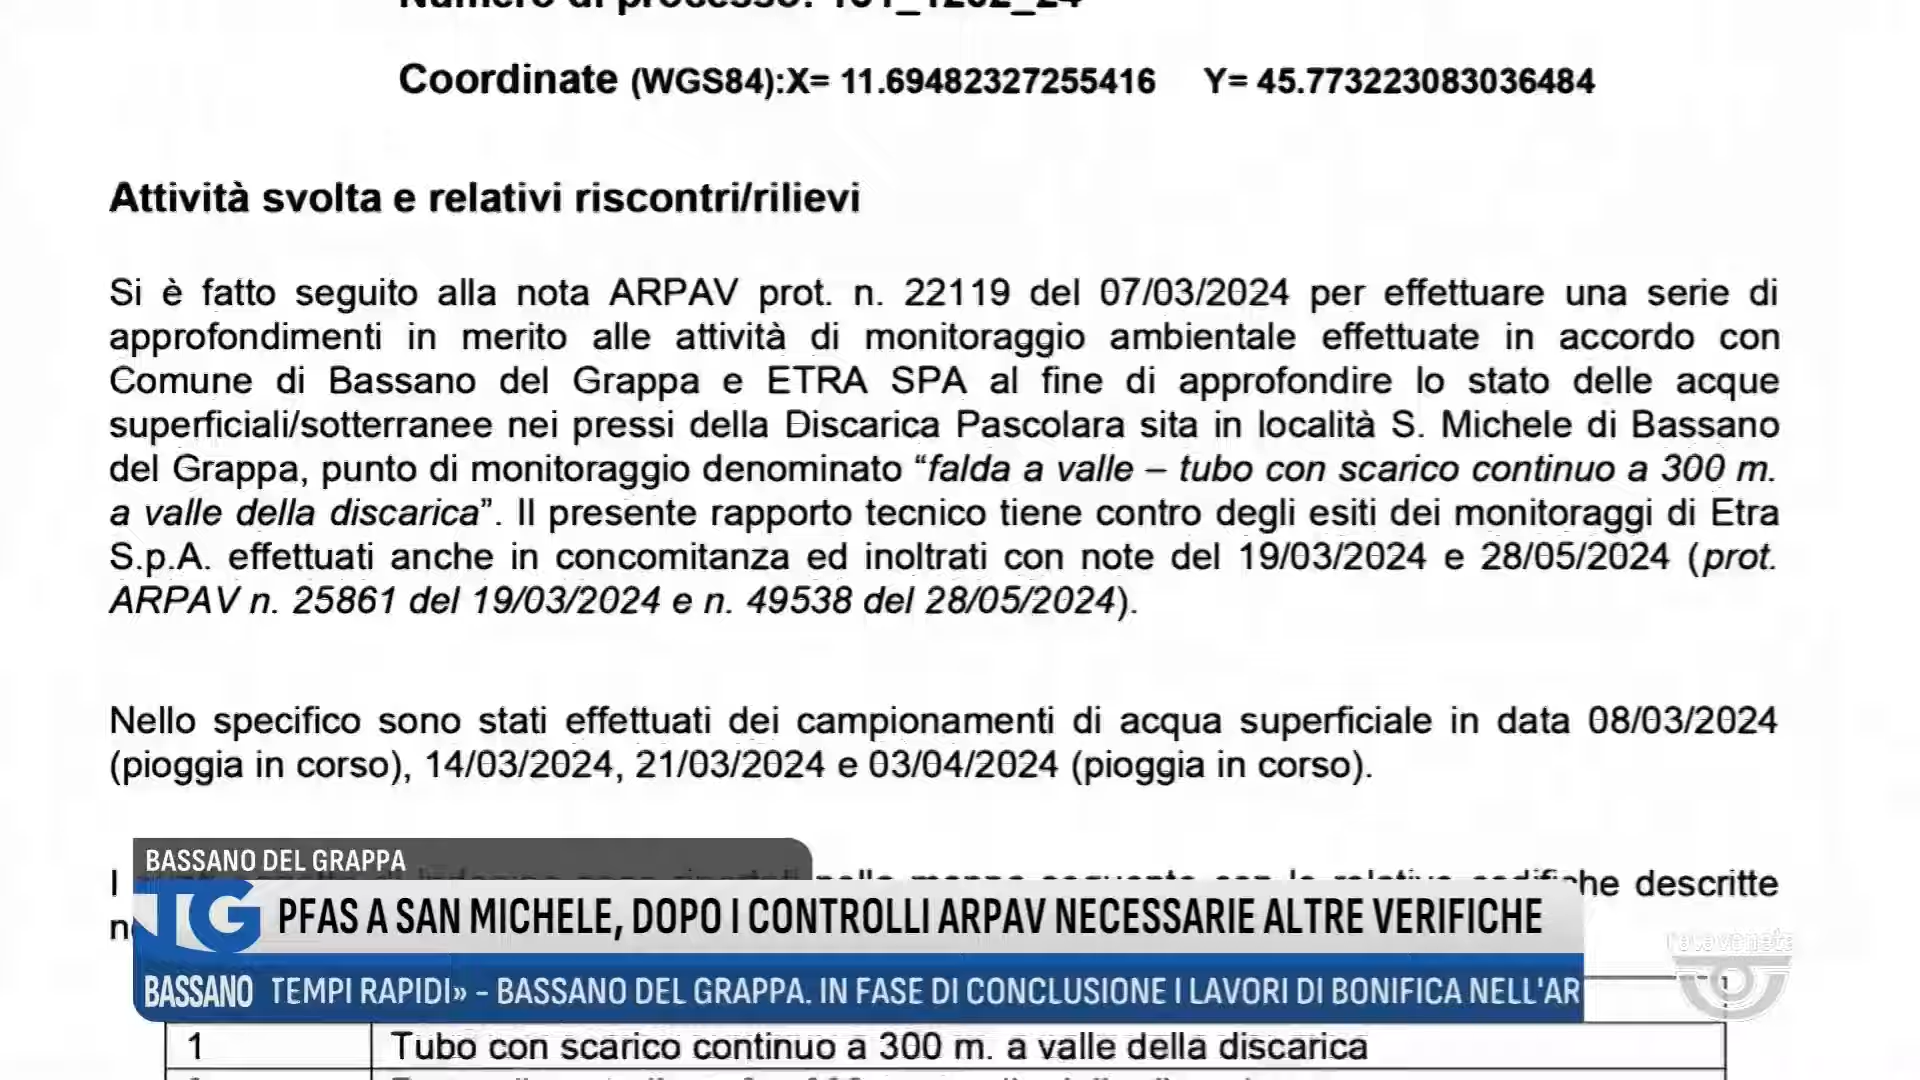 Numero di processo: 
Coordinate (WGS84):X= 11.69482327255416 Y= 45.773223083036484
Attività svolta e relativi riscontri/rilievi
Si è fatto seguito alla nota ARPAV prot. n. 22119 del 07/03/2024 per effettuare una serie di
approfondimenti in merito alle attività di monitoraggio ambientale effettuate in accordo con
Comune di Bassano del Grappa e ETRA SPA al fine di approfondire lo stato delle acque
superficiali/sotterranee nei pressi della Discarica Pascolara sita in località S. Michele di Bassano
del Grappa, punto di monitoraggio denominato “falda a valle – tubo con scarico continuo a 300 m.
a valle della discarica”. Il presente rapporto tecnico tiene contro degli esiti dei monitoraggi di Etra
S.p.A. effettuati anche in concomitanza ed inoltrati con note del 19/03/2024 e 28/05/2024 (prot.
ARPAV n. 25861 del 19/03/2024 e n. 49538 del 28/05/2024).
Nello specifico sono stati effettuati dei campionamenti di acqua superficiale in data 08/03/2024
(pioggia in corso), 14/03/2024, 21/03/2024 e 03/04/2024 (pioggia in corso).
descritte
BASSANO DEL GRAPPA
TG PFAS A SAN MICHELE, DOPO I CONTROLLI ARPAV NECESSARIE ALTRE VERIFICHE
rete veneta
BASSANO TEMPI RAPIDI» - BASSANO DEL GRAPPA. IN FASE DI CONCLUSIONE I LAVORI DI BONIFICA NELL'AR
1 Tubo con scarico continuo a 300 m. a valle della discarica